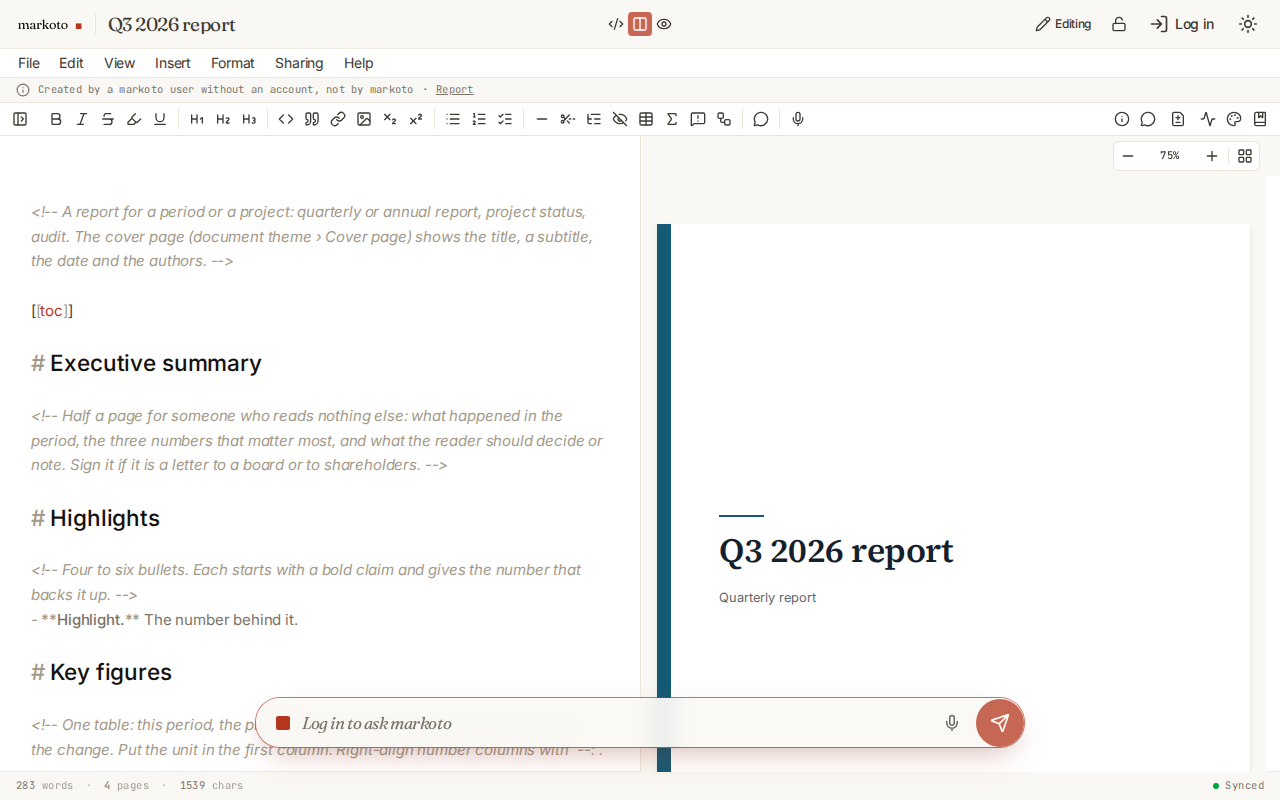 markoto
Q3 2026 report
Editing
Log in
File Edit View Insert Format Sharing Help
Created by a markoto user without an account, not by markoto · Report
B I S U H1 H2 H3 X2 X2 Σ
75%
<!-- A report for a period or a project: quarterly or annual report, project status,
audit. The cover page (document theme › Cover page) shows the title, a subtitle,
the date and the authors. -->
[[toc]]
# Executive summary
<!-- Half a page for someone who reads nothing else: what happened in the
period, the three numbers that matter most, and what the reader should decide or
note. Sign it if it is a letter to a board or to shareholders. -->
# Highlights
<!-- Four to six bullets. Each starts with a bold claim and gives the number that
backs it up. -->
- **Highlight.** The number behind it.
# Key figures
<!-- One table: this period, the
the change. Put the unit in the first column. Right-align number columns with `--:`.
Q3 2026 report
Quarterly report
Log in to ask markoto
283 words · 4 pages · 1539 chars
Synced